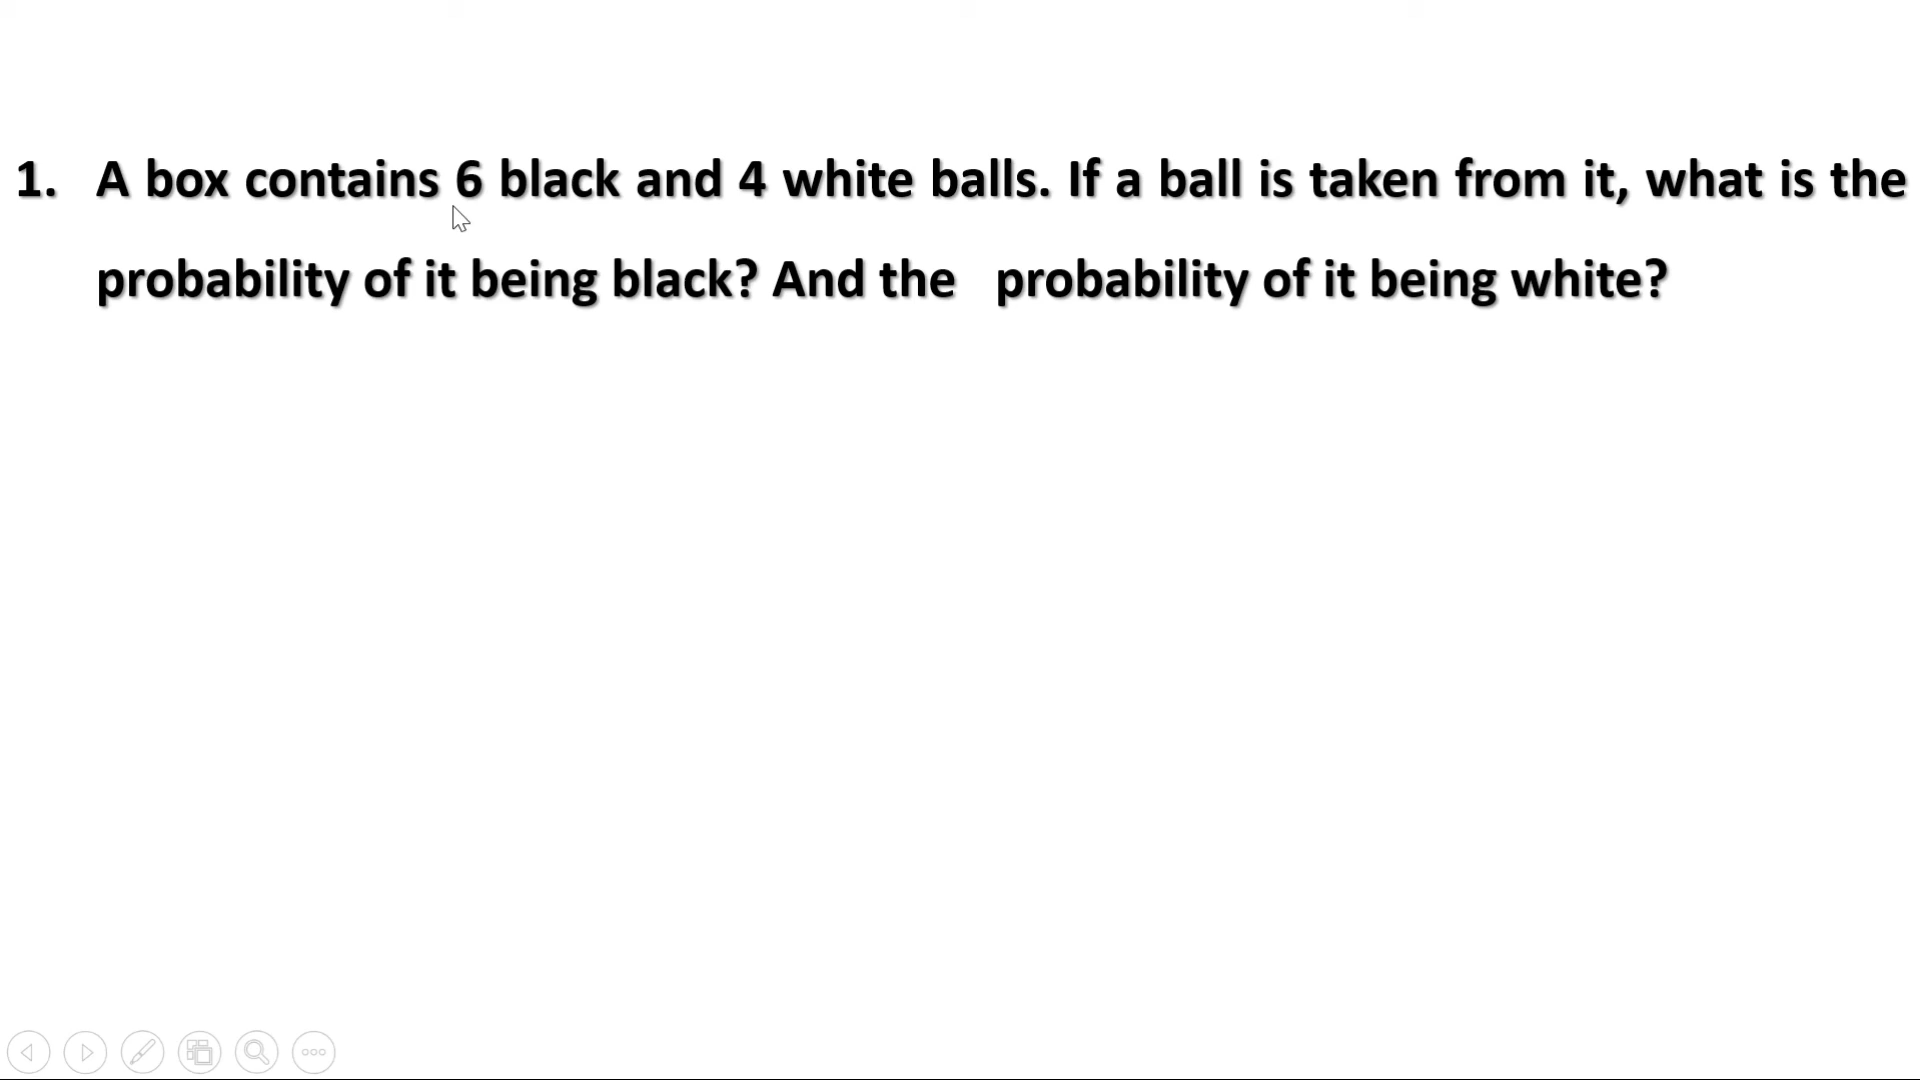 1. A box contains 6 black and 4 white balls. If a ball is taken from it, what is the
probability of it being black? And the probability of it being white?